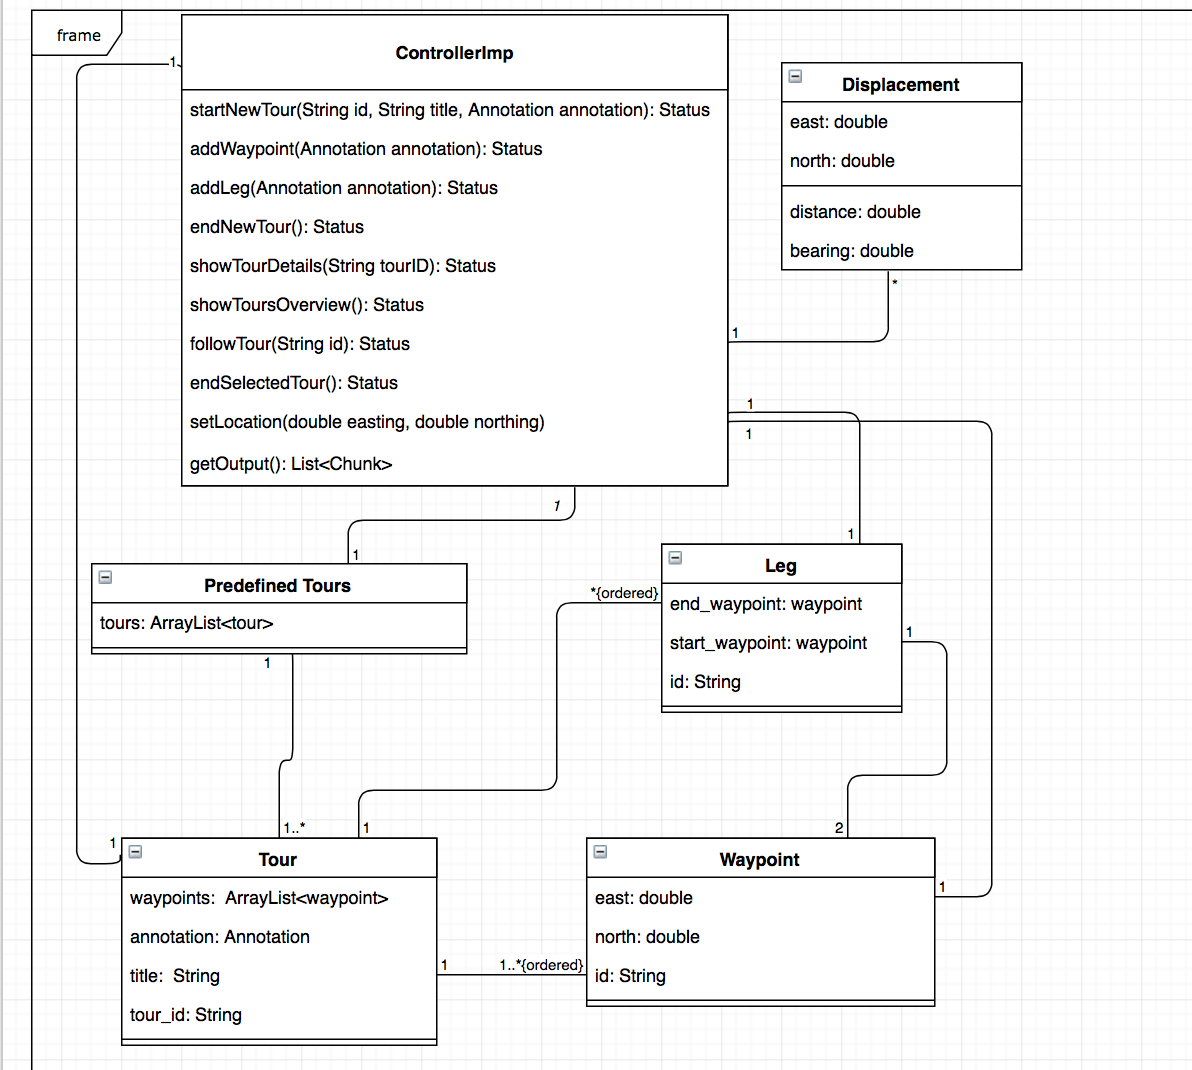 frame
1
ControllerImp
startNewTour(String id, String title, Annotation annotation): Status
addWaypoint(Annotation annotation): Status
addLeg(Annotation annotation): Status
endNewTour(): Status
showTourDetails(String tourID): Status
showToursOverview(): Status
followTour(String id): Status
endSelectedTour(): Status
setLocation(double easting, double northing)
getOutput(): List<Chunk>
Displacement
east: double
north: double
distance: double
bearing: double
*
1
1
1
1
1
1
Predefined Tours
tours: ArrayList<tour>
1
Leg
end_waypoint: waypoint
start_waypoint: waypoint
id: String
*{ordered}
1
1..*
1
2
1
Tour
waypoints:  ArrayList<waypoint>
annotation: Annotation
title:  String
tour_id: String
1
1..*{ordered}
Waypoint
east: double
north: double
id: String
1